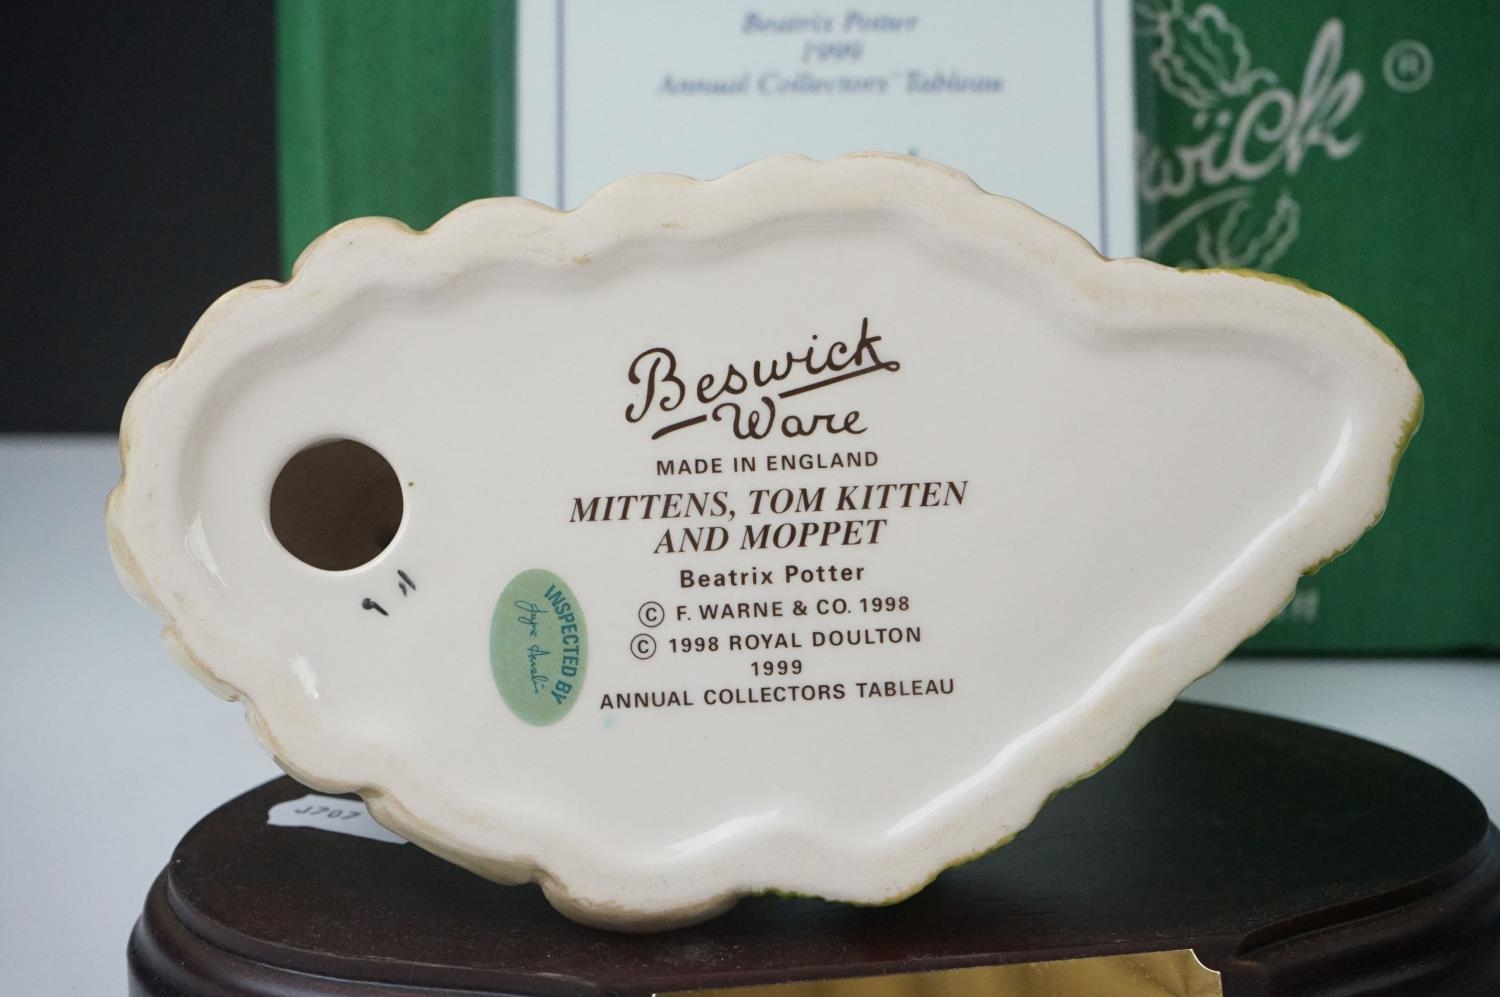 Beatrix Potter
1999
Annual Collectors' Tableau
®
Beswick
Ware
MADE IN ENGLAND
MITTENS, TOM KITTEN
AND MOPPET
Beatrix Potter
© F. WARNE & CO. 1998
© 1998 ROYAL DOULTON
1999
ANNUAL COLLECTORS TABLEAU
INSPECTED BY
J707